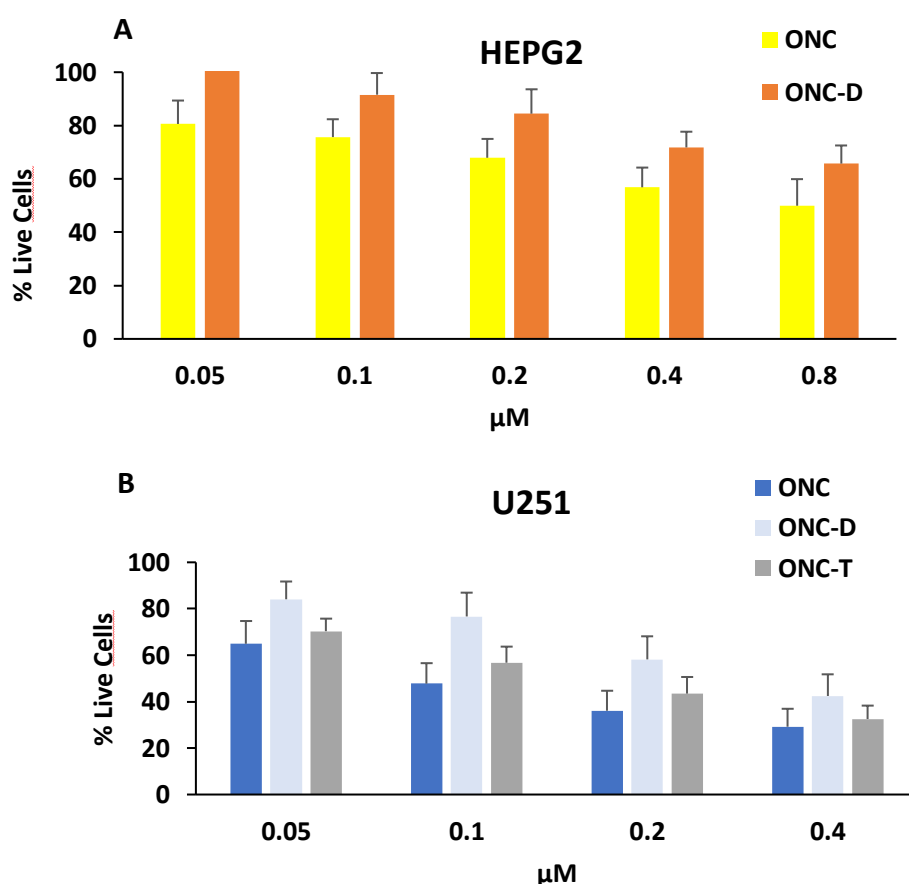 A
HEPG2
ONC
ONC-D
% Live Cells
100
80
60
40
20
0
0.05 0.1 0.2 0.4 0.8
µM
B
U251
ONC
ONC-D
ONC-T
% Live Cells
100
80
60
40
20
0
0.05 0.1 0.2 0.4
µM